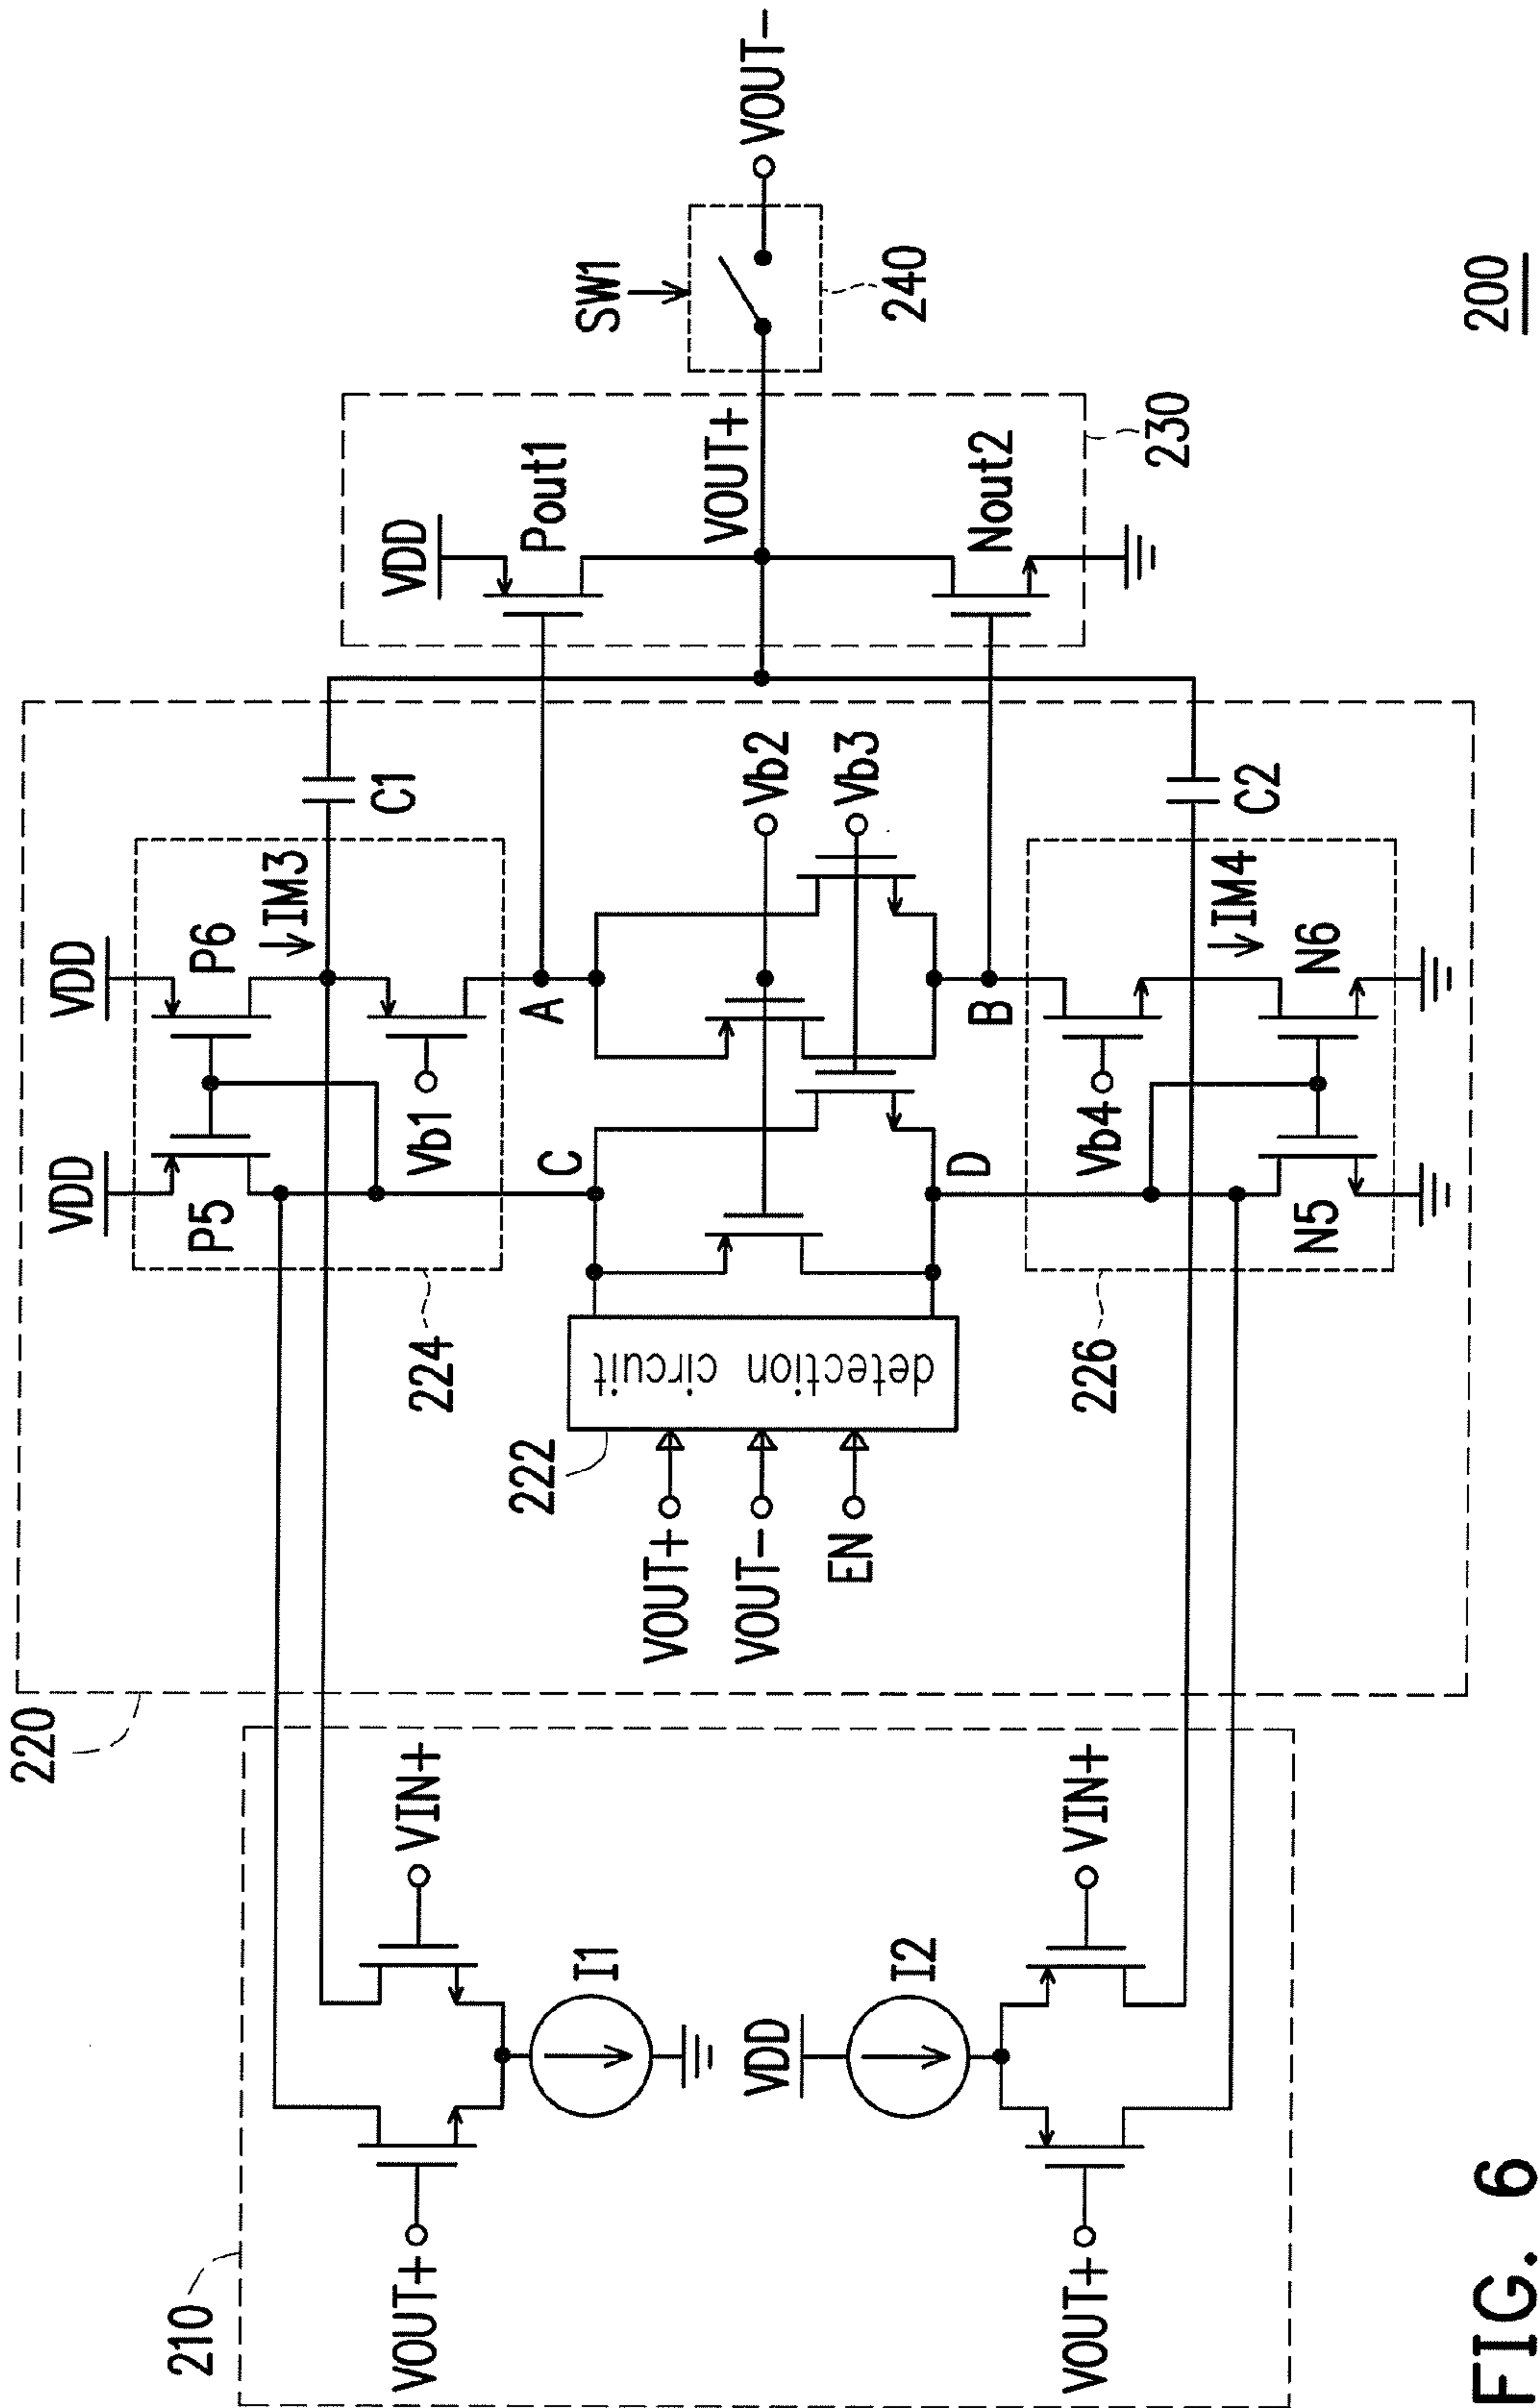 220
210
VOUT+
VIN+
I1
VDD
I2
VOUT+
VIN+
VDD
VDD
P5
P6
IM3
C1
224
Vb1
C
A
222
detection circuit
VOUT+
VOUT-
EN
Vb2
Vb3
D
B
226
Vb4
IM4
C2
N5
N6
VDD
Pout1
VOUT+
Nout2
230
SW1
240
VOUT-
200
FIG. 6